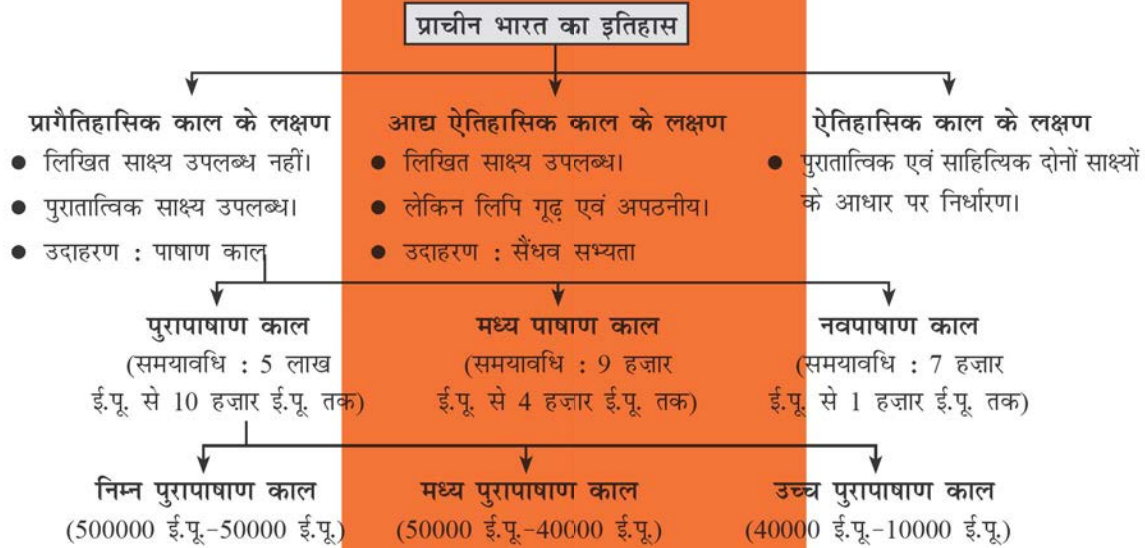 प्राचीन भारत का इतिहास
प्रागैतिहासिक काल के लक्षण
● लिखित साक्ष्य उपलब्ध नहीं।
● पुरातात्विक साक्ष्य उपलब्ध।
● उदाहरण : पाषाण काल
आद्य ऐतिहासिक काल के लक्षण
● लिखित साक्ष्य उपलब्ध।
● लेकिन लिपि गूढ़ एवं अपठनीय।
● उदाहरण : सैंधव सभ्यता
ऐतिहासिक काल के लक्षण
● पुरातात्विक एवं साहित्यिक दोनों साक्ष्यों
के आधार पर निर्धारण।
पुरापाषाण काल
(समयावधि : 5 लाख
ई.पू. से 10 हज़ार ई.पू. तक)
मध्य पाषाण काल
(समयावधि : 9 हज़ार
ई.पू. से 4 हज़ार ई.पू. तक)
नवपाषाण काल
(समयावधि : 7 हज़ार
ई.पू. से 1 हज़ार ई.पू. तक)
निम्न पुरापाषाण काल
(500000 ई.पू.-50000 ई.पू.)
मध्य पुरापाषाण काल
(50000 ई.पू.-40000 ई.पू.)
उच्च पुरापाषाण काल
(40000 ई.पू.-10000 ई.पू.)